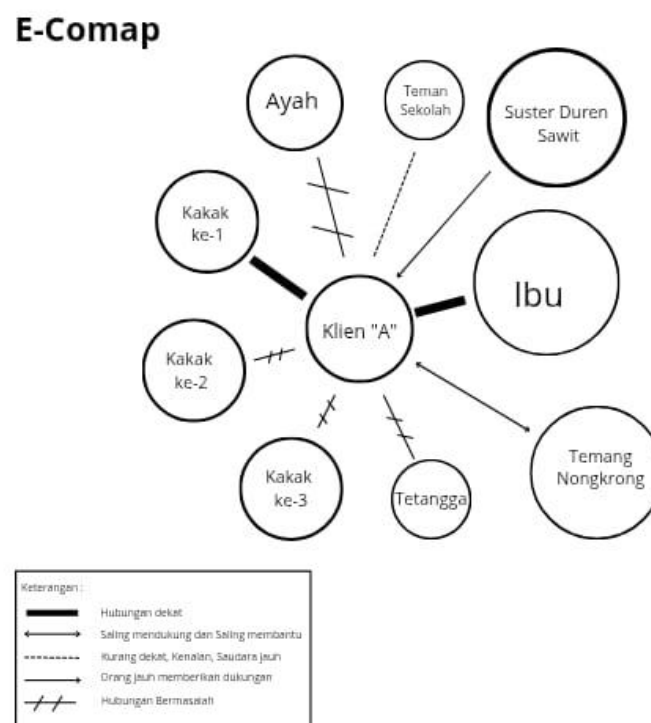 E-Comap
Ayah
Teman
Sekolah
Suster Duren
Sawit
Kakak
ke-1
Ibu
Klien "A"
Kakak
ke-2
Temang
Nongkrong
Kakak
ke-3
Tetangga
Keterangan :
Hubungan dekat
Saling mendukung dan Saling membantu
Kurang dekat, Kenalan, Saudara jauh
Orang jauh memberikan dukungan
Hubungan Bermasalah